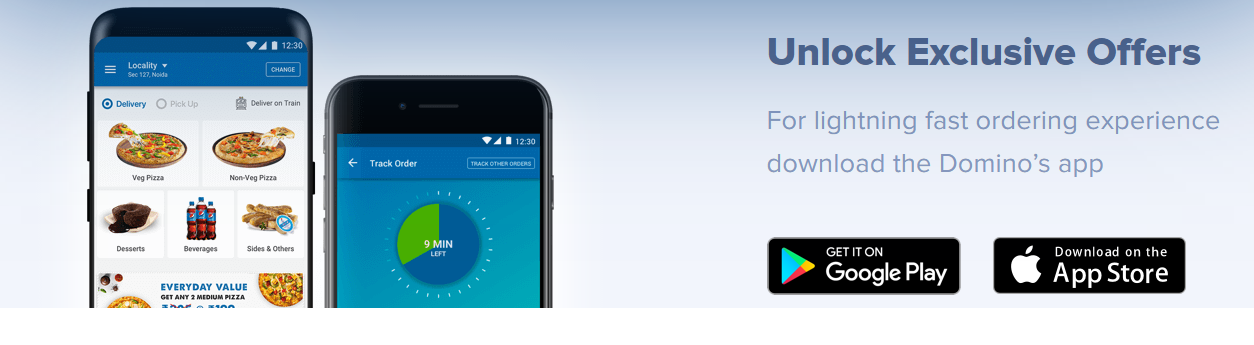 12:30
Locality
Sec 127, Noida
CHANGE
Delivery
Pick Up
Deliver on Train
Veg Pizza
Non-Veg Pizza
Desserts
Beverages
Sides & Others
EVERYDAY VALUE
GET ANY 2 MEDIUM PIZZA
12:30
Track Order
TRACK OTHER ORDERS
9 MIN
LEFT
Unlock Exclusive Offers
For lightning fast ordering experience
download the Domino's app
GET IT ON
Google Play
Download on the
App Store